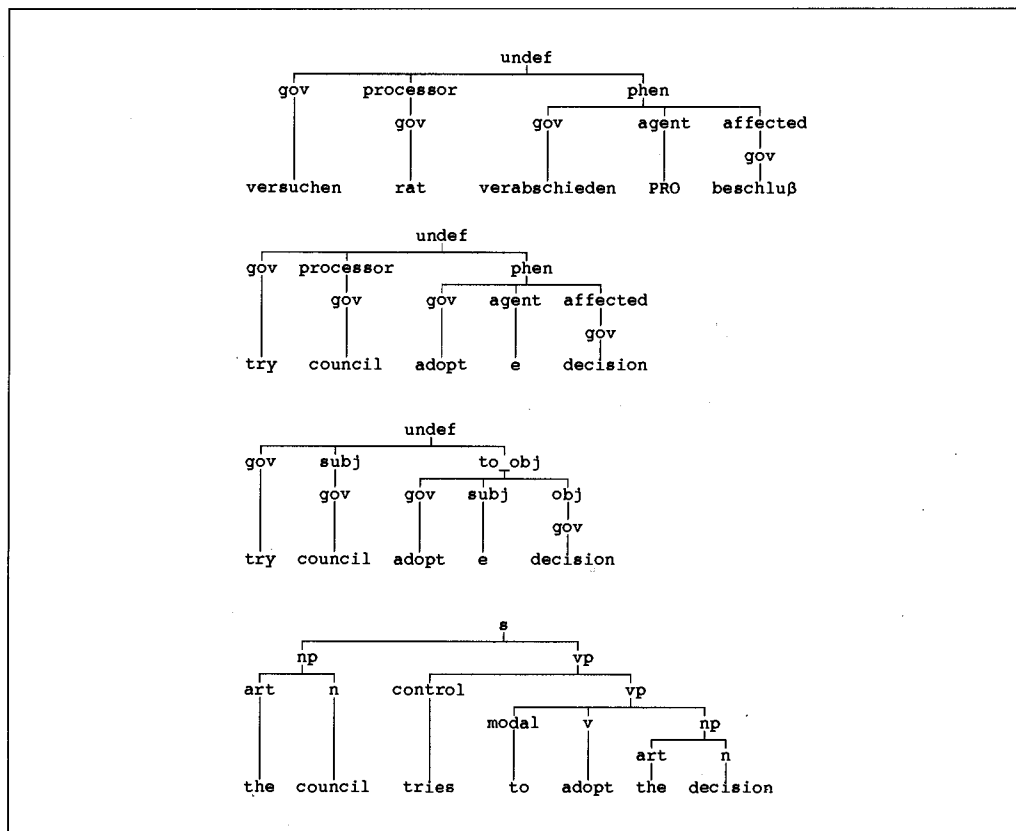 undef
gov processor phen
gov gov agent affected
gov
versuchen rat verabschieden PRO beschluβ
undef
gov processor phen
gov gov agent affected
gov
try council adopt e decision
undef
gov subj to_obj
gov gov subj obj
gov
try council adopt e decision
s
np vp
art n control vp
modal v np
art n
the council tries to adopt the decision